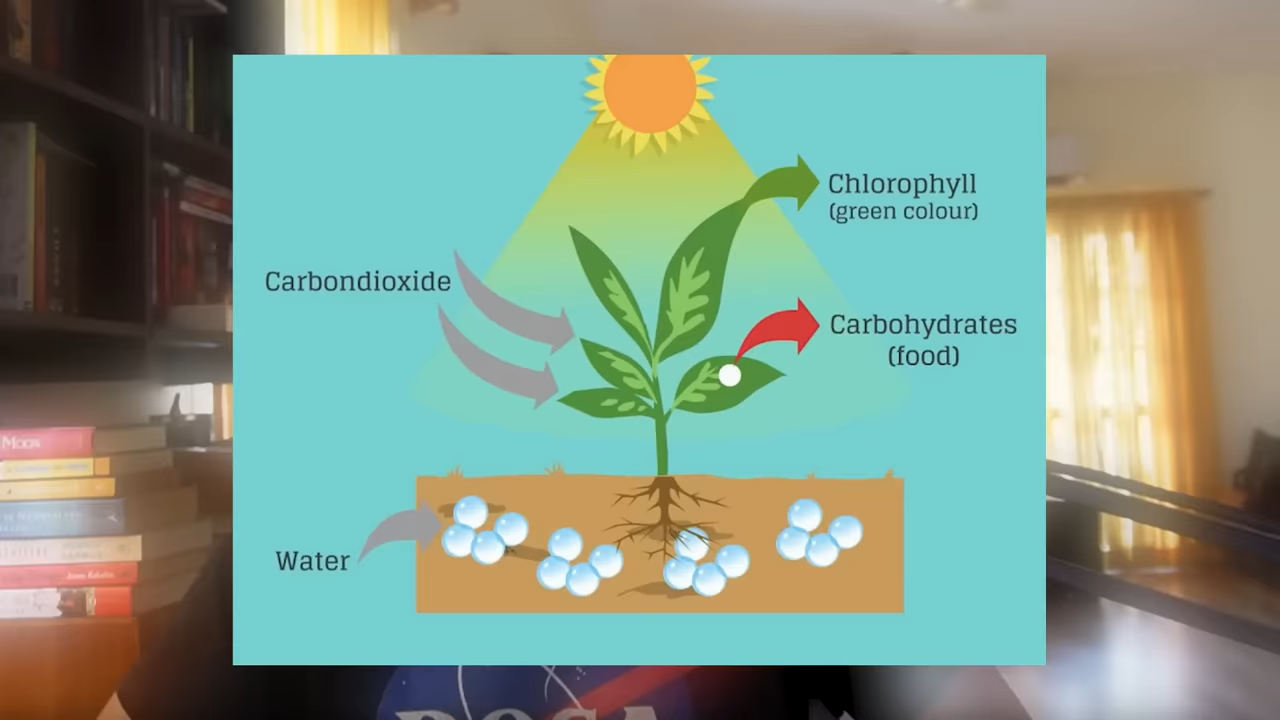 Chlorophyll
(green colour)
Carbondioxide
Carbohydrates
(food)
Water